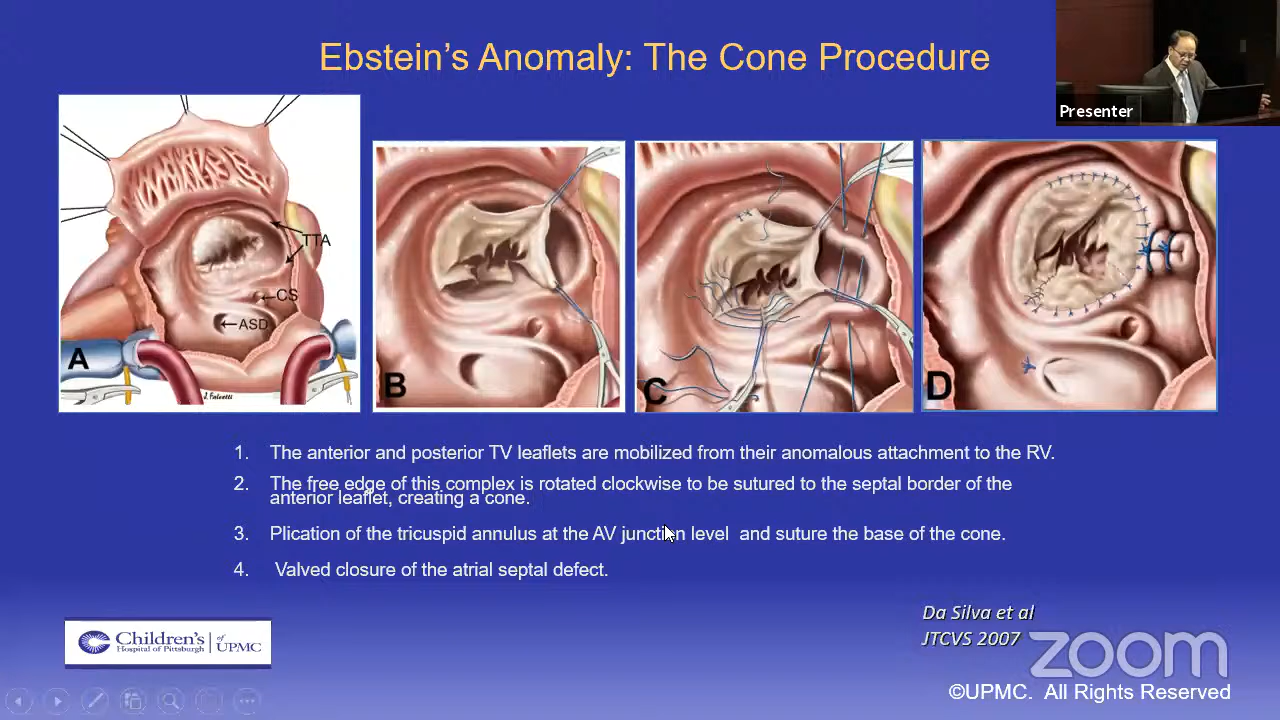 Ebstein's Anomaly: The Cone Procedure
Presenter
TTA
CS
ASD
A
B
C
D
1. The anterior and posterior TV leaflets are mobilized from their anomalous attachment to the RV.
2. The free edge of this complex is rotated clockwise to be sutured to the septal border of the
anterior leaflet, creating a cone.
3. Plication of the tricuspid annulus at the AV junction level and suture the base of the cone.
4. Valved closure of the atrial septal defect.
Da Silva et al
JTCVS 2007
Children's
Hospital of Pittsburgh
of
UPMC
zoom
©UPMC. All Rights Reserved